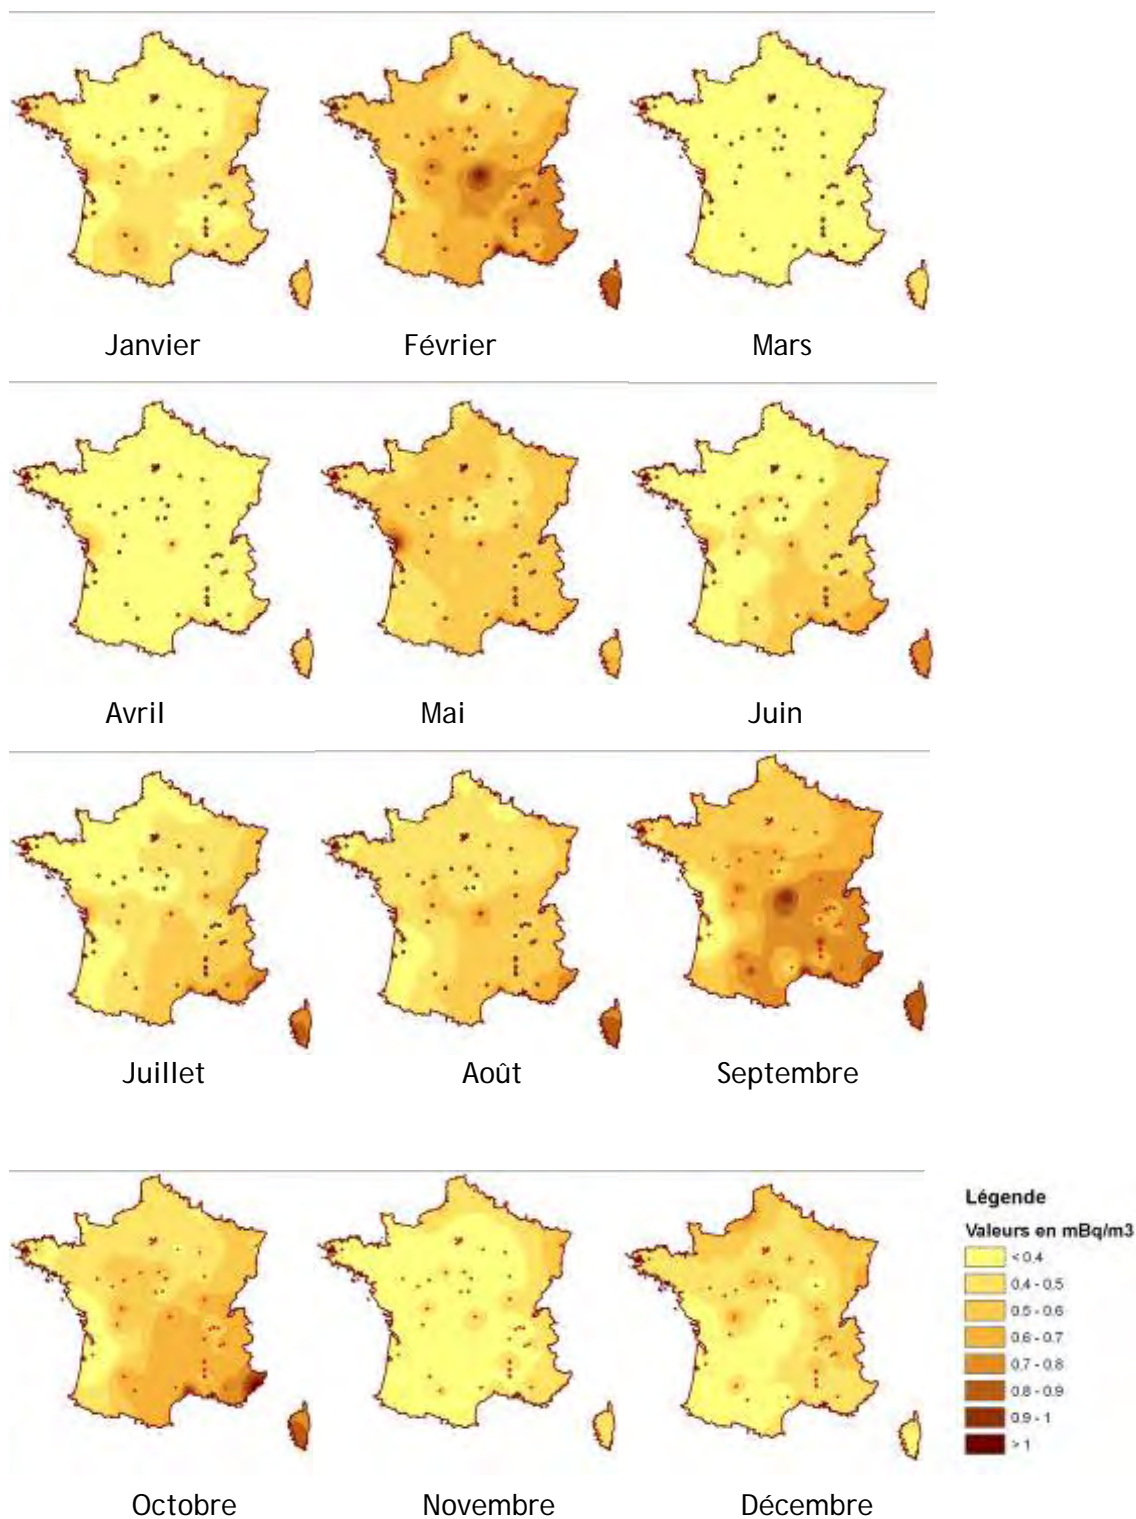 Janvier
Février
Mars
Avril
Mai
Juin
Juillet
Août
Septembre
Légende
Valeurs en mBq/m3
< 0.4
0.4 - 0.5
0.5 - 0.6
0.6 - 0.7
0.7 - 0.8
0.8 - 0.9
0.9 - 1
> 1
Octobre
Novembre
Décembre